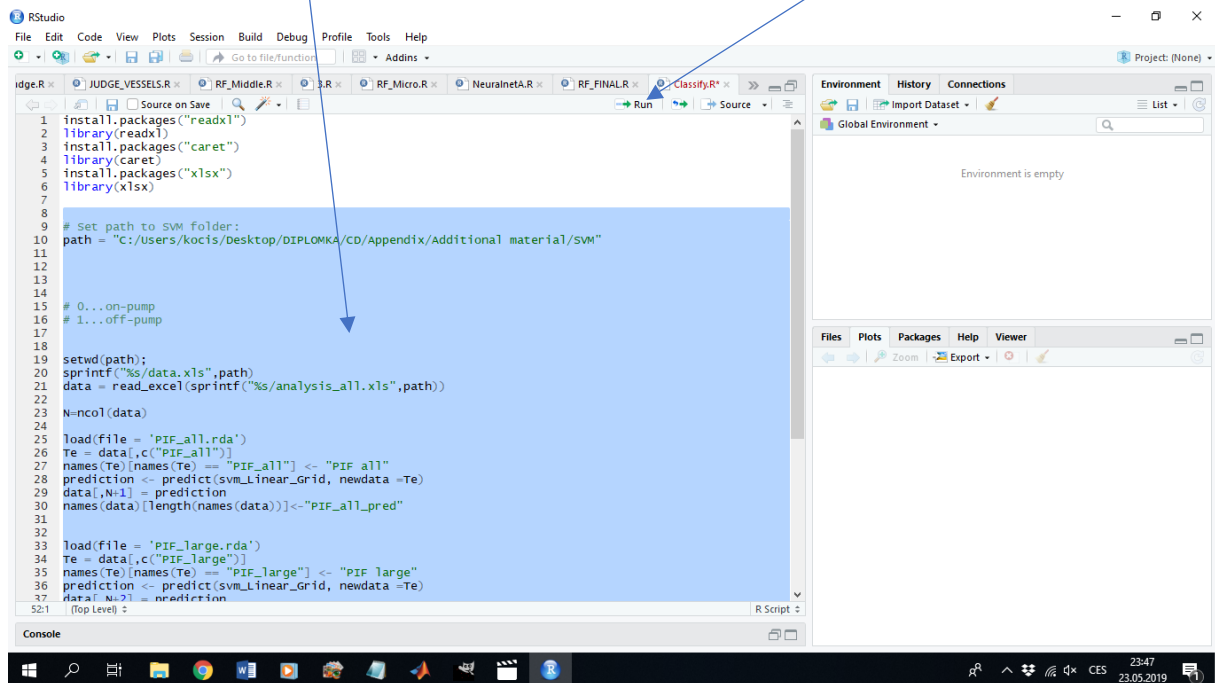 RStudio
File Edit Code View Plots Session Build Debug Profile Tools Help
Go to file/function Addins Project: (None)
JUDGE_VESSELS.R RF_Middle.R RF_Micro.R NeuralnetA.R RF_FINAL.R Classify.R*
Source on Save Run Source
1 install.packages("readxl")
2 library(readxl)
3 install.packages("caret")
4 library(caret)
5 install.packages("xlsx")
6 library(xlsx)
7
8
9 # Set path to SVM folder:
10 path = "C:/Users/kocis/Desktop/DIPLOMKA/CD/Appendix/Additional material/SVM"
11
12
13
14
15 # 0...on-pump
16 # 1...off-pump
17
18
19 setwd(path);
20 sprintf("%s/data.xls",path)
21 data = read_excel(sprintf("%s/analysis_all.xls",path))
22
23 N=ncol(data)
24
25 load(file = 'PIF_all.rda')
26 Te = data[,c("PIF_all")]
27 names(Te)[names(Te) == "PIF_all"] <- "PIF all"
28 prediction <- predict(svm_Linear_Grid, newdata =Te)
29 data[,N+1] = prediction
30 names(data)[length(names(data))]<-"PIF_all_pred"
31
32
33 load(file = 'PIF_large.rda')
34 Te = data[,c("PIF_large")]
35 names(Te)[names(Te) == "PIF_large"] <- "PIF large"
36 prediction <- predict(svm_Linear_Grid, newdata =Te)
37 data[,N+2] = prediction
52:1 (Top Level) R Script
Console
Environment History Connections
Import Dataset List
Global Environment
Environment is empty
Files Plots Packages Help Viewer
Zoom Export
CES 23:47
23.05.2019